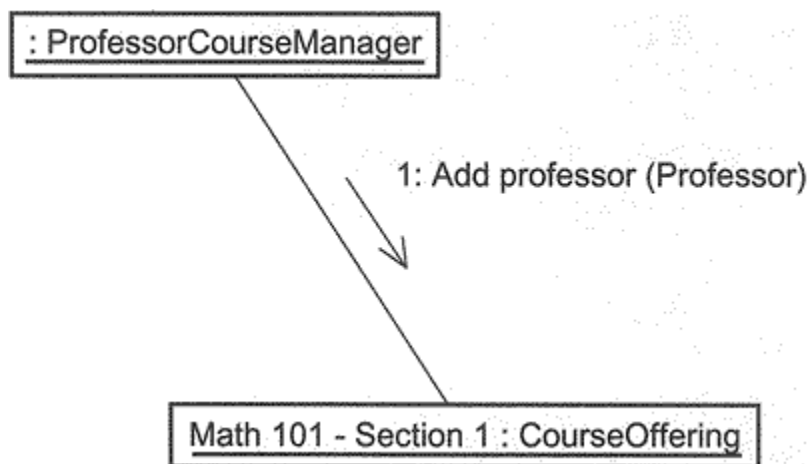 : ProfessorCourseManager
1: Add professor (Professor)
Math 101 - Section 1 : CourseOffering